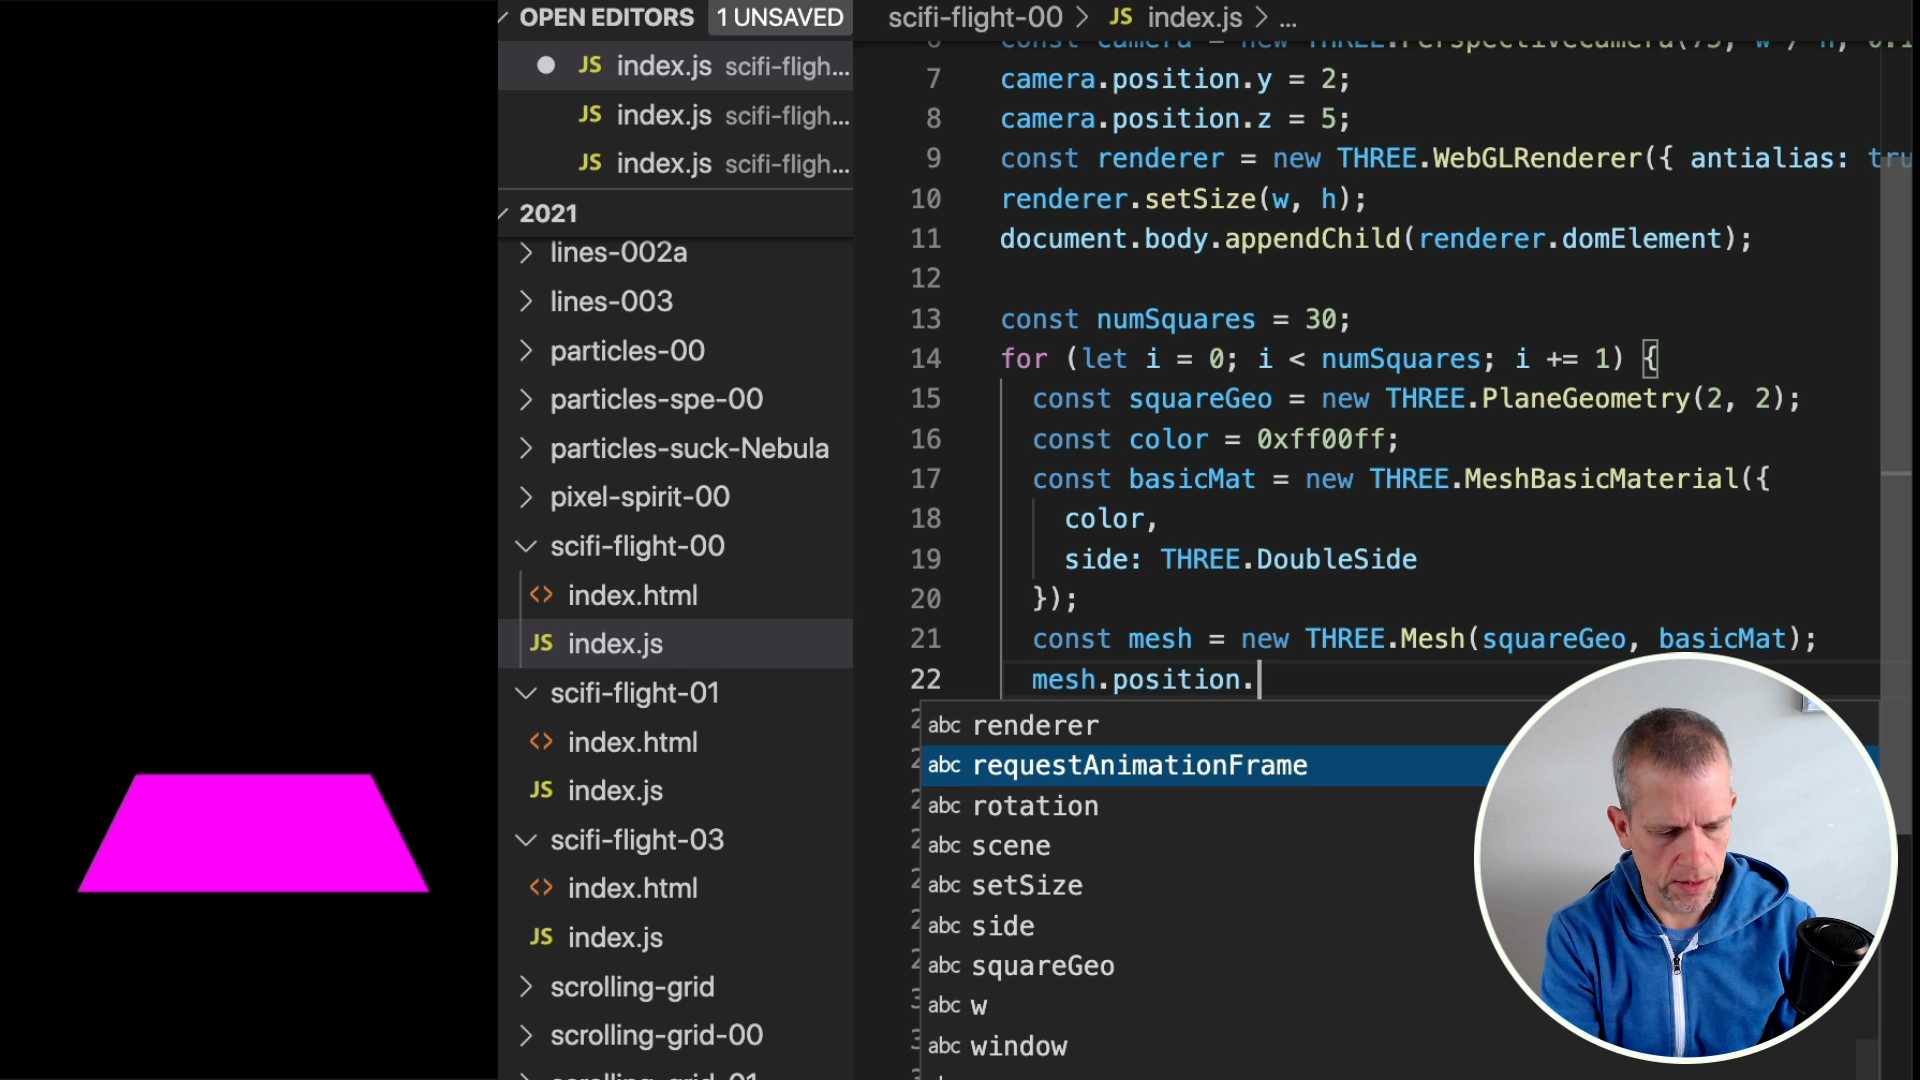 OPEN EDITORS 1 UNSAVED
JS index.js scifi-fligh...
JS index.js scifi-fligh...
JS index.js scifi-fligh...
2021
lines-002a
lines-003
particles-00
particles-spe-00
particles-suck-Nebula
pixel-spirit-00
scifi-flight-00
<> index.html
JS index.js
scifi-flight-01
<> index.html
JS index.js
scifi-flight-03
<> index.html
JS index.js
scrolling-grid
scrolling-grid-00
scifi-flight-00 > JS index.js > ...
7 camera.position.y = 2;
8 camera.position.z = 5;
9 const renderer = new THREE.WebGLRenderer({ antialias: tru
10 renderer.setSize(w, h);
11 document.body.appendChild(renderer.domElement);
12
13 const numSquares = 30;
14 for (let i = 0; i < numSquares; i += 1) {
15 const squareGeo = new THREE.PlaneGeometry(2, 2);
16 const color = 0xff00ff;
17 const basicMat = new THREE.MeshBasicMaterial({
18 color,
19 side: THREE.DoubleSide
20 });
21 const mesh = new THREE.Mesh(squareGeo, basicMat);
22 mesh.position.
abc renderer
abc requestAnimationFrame
abc rotation
abc scene
abc setSize
abc side
abc squareGeo
abc w
abc window